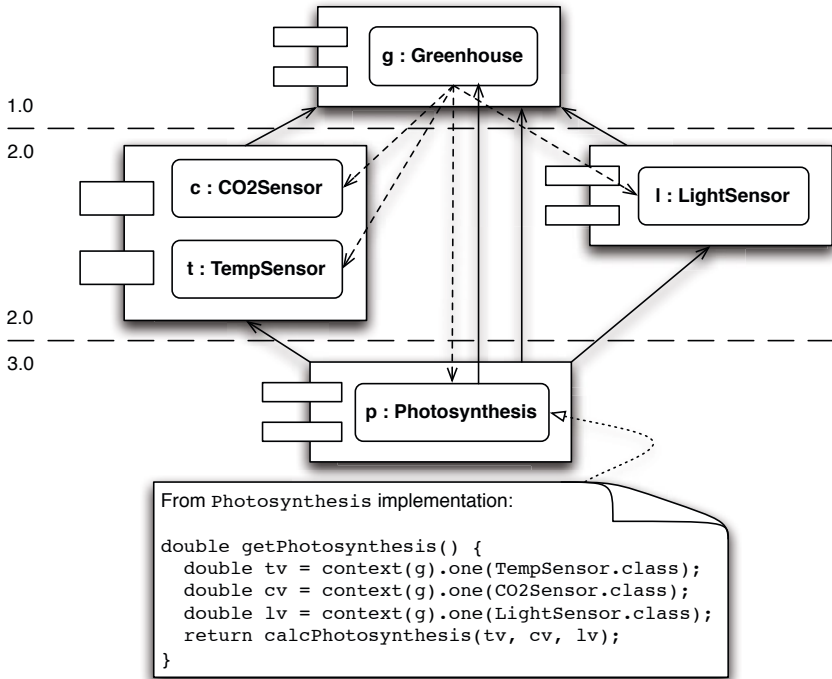 g : Greenhouse
1.0
2.0
c : CO2Sensor
l : LightSensor
t : TempSensor
2.0
3.0
p : Photosynthesis
From Photosynthesis implementation:
double getPhotosynthesis() {
  double tv = context(g).one(TempSensor.class);
  double cv = context(g).one(CO2Sensor.class);
  double lv = context(g).one(LightSensor.class);
  return calcPhotosynthesis(tv, cv, lv);
}